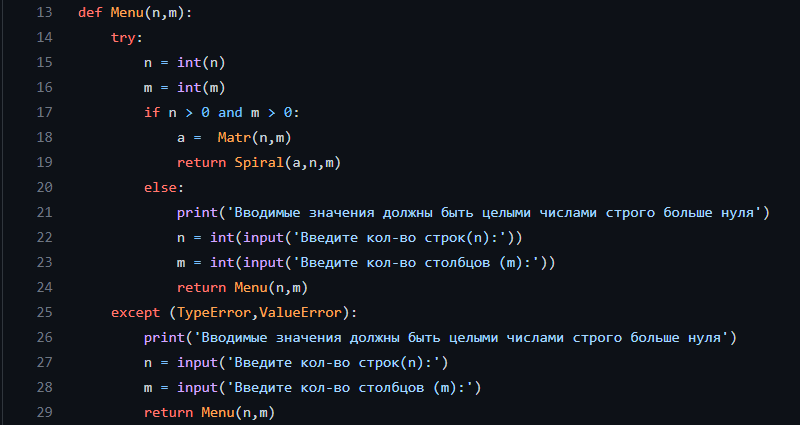 13 def Menu(n,m):
14     try:
15         n = int(n)
16         m = int(m)
17         if n > 0 and m > 0:
18             a =  Matr(n,m)
19             return Spiral(a,n,m)
20         else:
21             print('Вводимые значения должны быть целыми числами строго больше нуля')
22             n = int(input('Введите кол-во строк(n):'))
23             m = int(input('Введите кол-во столбцов (m):'))
24             return Menu(n,m)
25     except (TypeError,ValueError):
26         print('Вводимые значения должны быть целыми числами строго больше нуля')
27         n = input('Введите кол-во строк(n):')
28         m = input('Введите кол-во столбцов (m):')
29         return Menu(n,m)